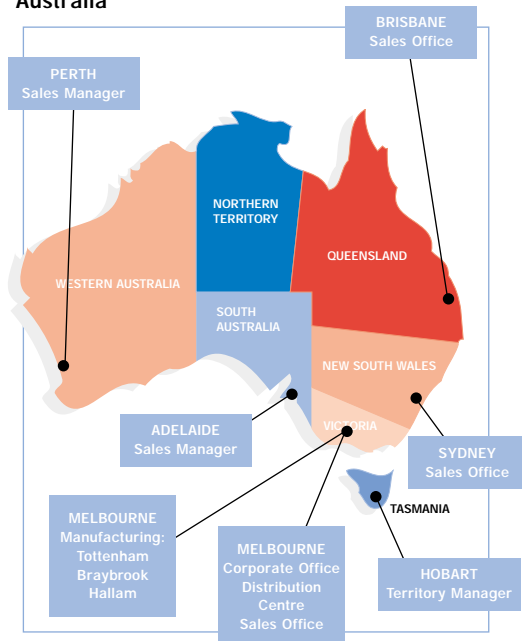 Australia
BRISBANE
Sales Office
PERTH
Sales Manager
NORTHERN
TERRITORY
QUEENSLAND
WESTERN AUSTRALIA
SOUTH
AUSTRALIA
NEW SOUTH WALES
VICTORIA
ADELAIDE
Sales Manager
SYDNEY
Sales Office
TASMANIA
MELBOURNE
Manufacturing:
Tottenham
Braybrook
Hallam
MELBOURNE
Corporate Office
Distribution
Centre
Sales Office
HOBART
Territory Manager